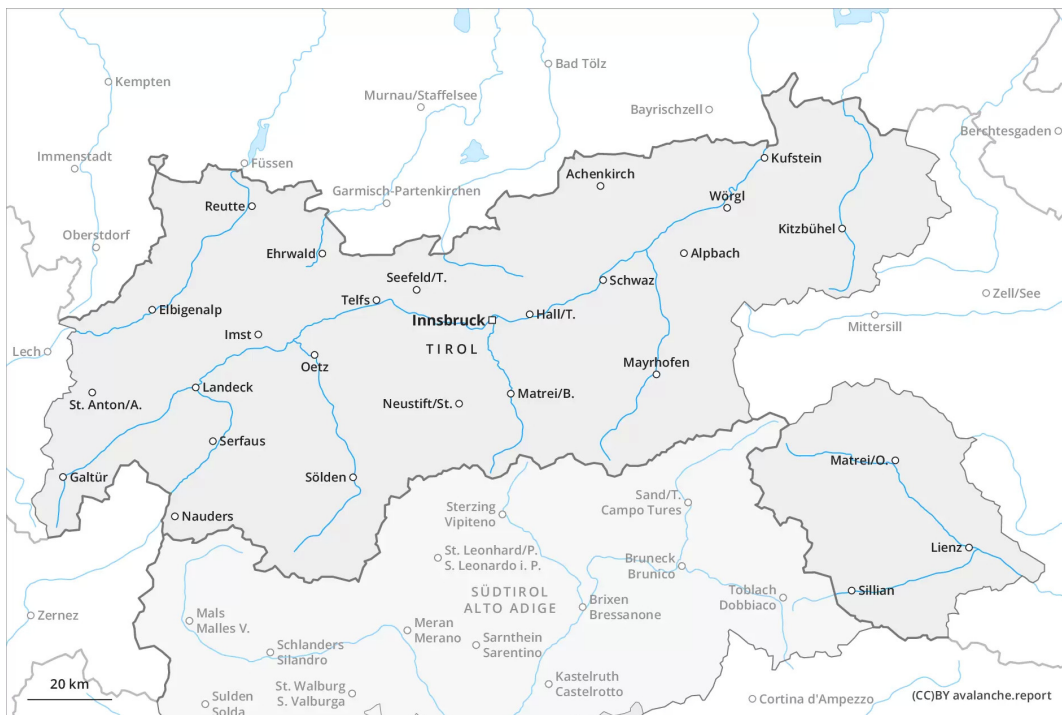 Kempten
Bad Tölz
Murnau/Staffelsee
Bayrischzell
Berchtesgaden
Immenstadt
Füssen
Kufstein
Garmisch-Partenkirchen
Achenkirch
Reutte
Wörgl
Oberstdorf
Kitzbühel
Ehrwald
Alpbach
Seefeld/T.
Schwaz
Zell/See
Telfs
Elbigenalp
Innsbruck
Hall/T.
Mittersill
Imst
TIROL
Lech
Oetz
Mayrhofen
Landeck
St. Anton/A.
Neustift/St.
Matrei/B.
Serfaus
Matrei/O.
Galtür
Sölden
Sand/T.
Campo Tures
Sterzing
Vipiteno
Nauders
Lienz
St. Leonhard/P.
S. Leonardo i. P.
Bruneck
Brunico
SÜDTIROL
ALTO ADIGE
Toblach
Dobbiaco
Sillian
Brixen
Bressanone
Zernez
Mals
Malles V.
Meran
Merano
Sarnthein
Sarentino
Schlanders
Silandro
20 km
St. Walburg
S. Valburga
Kastelruth
Castelrotto
Sulden
Solda
Cortina d'Ampezzo
(CC)BY avalanche.report